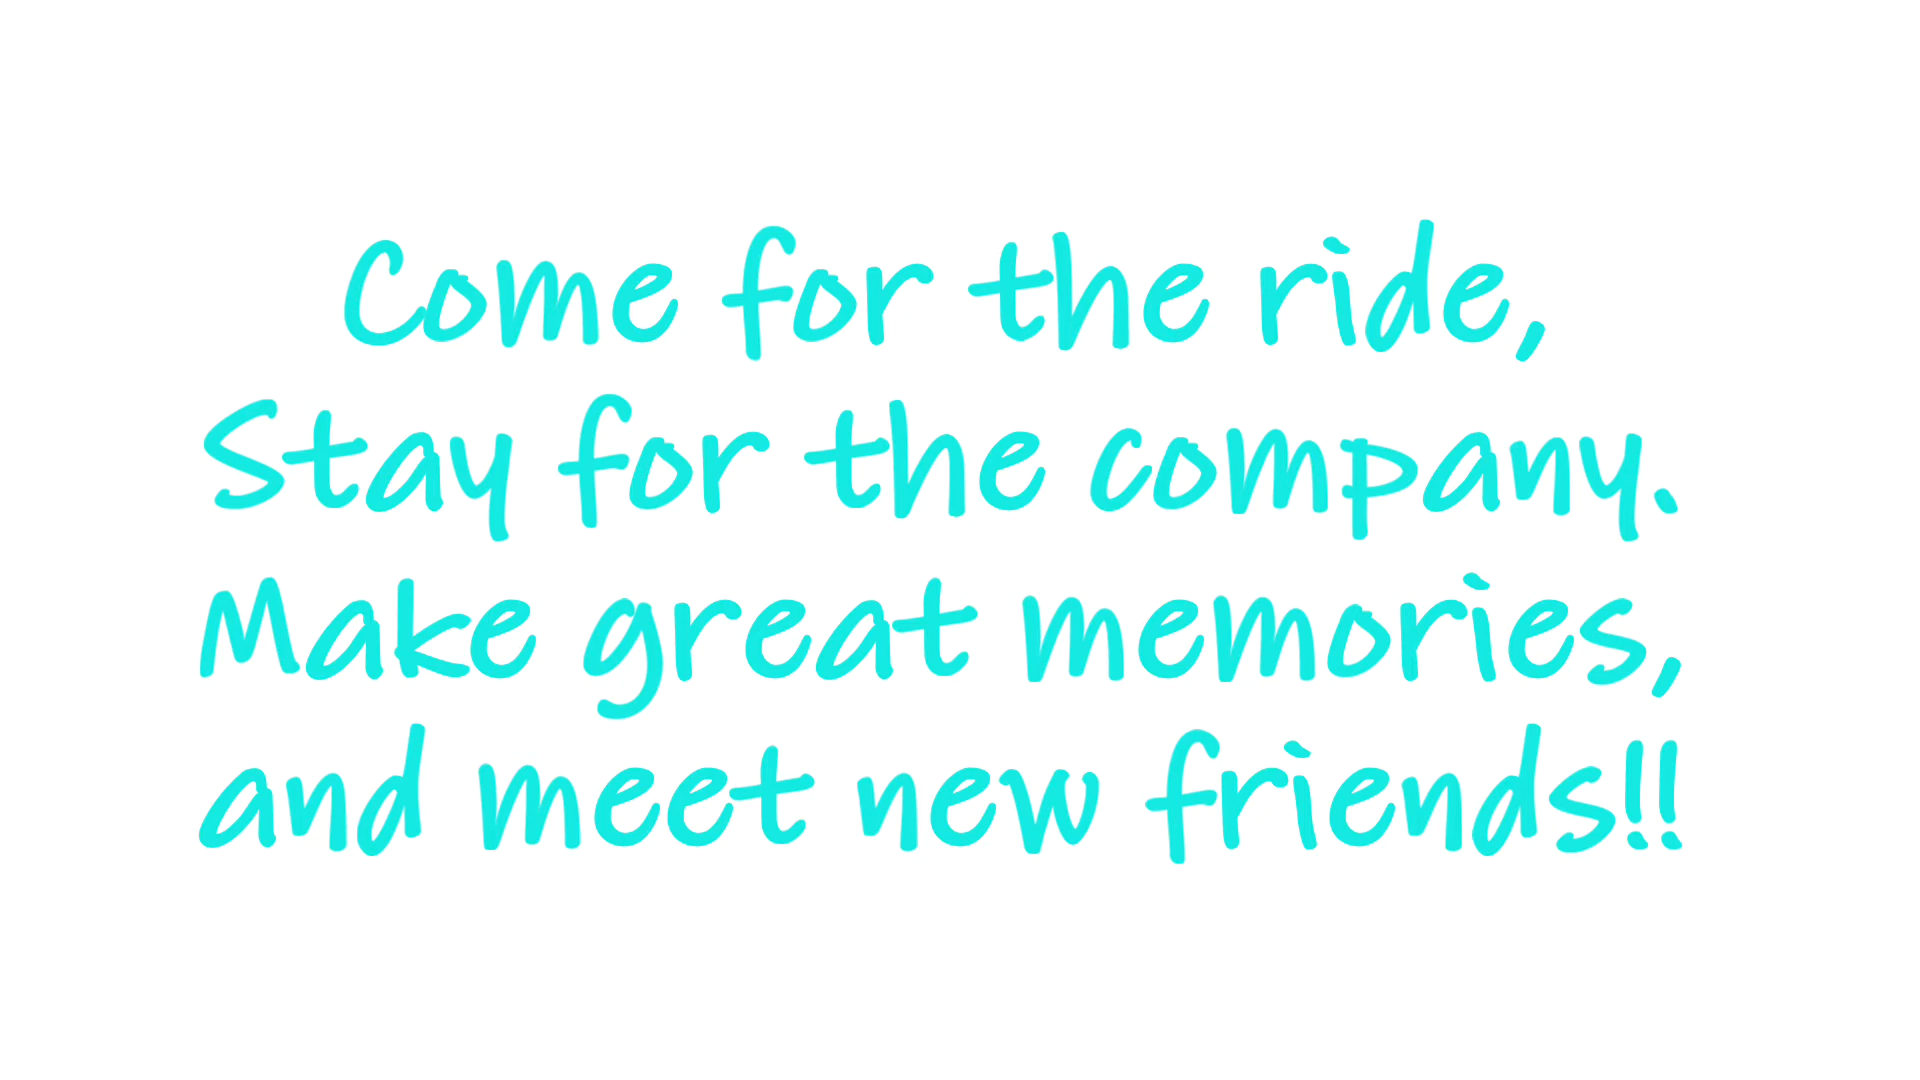 Come for the ride,
Stay for the company.
Make great memories,
and meet new friends!!